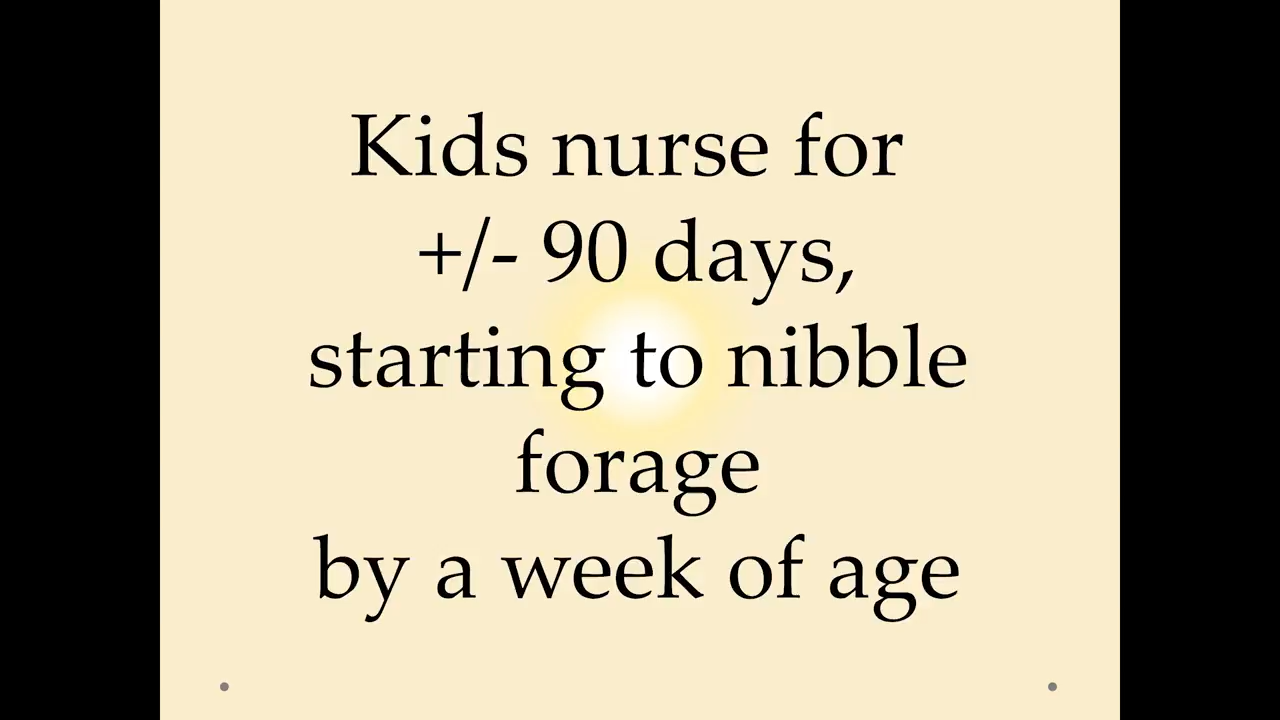 Kids nurse for
+/- 90 days,
starting to nibble
forage
by a week of age